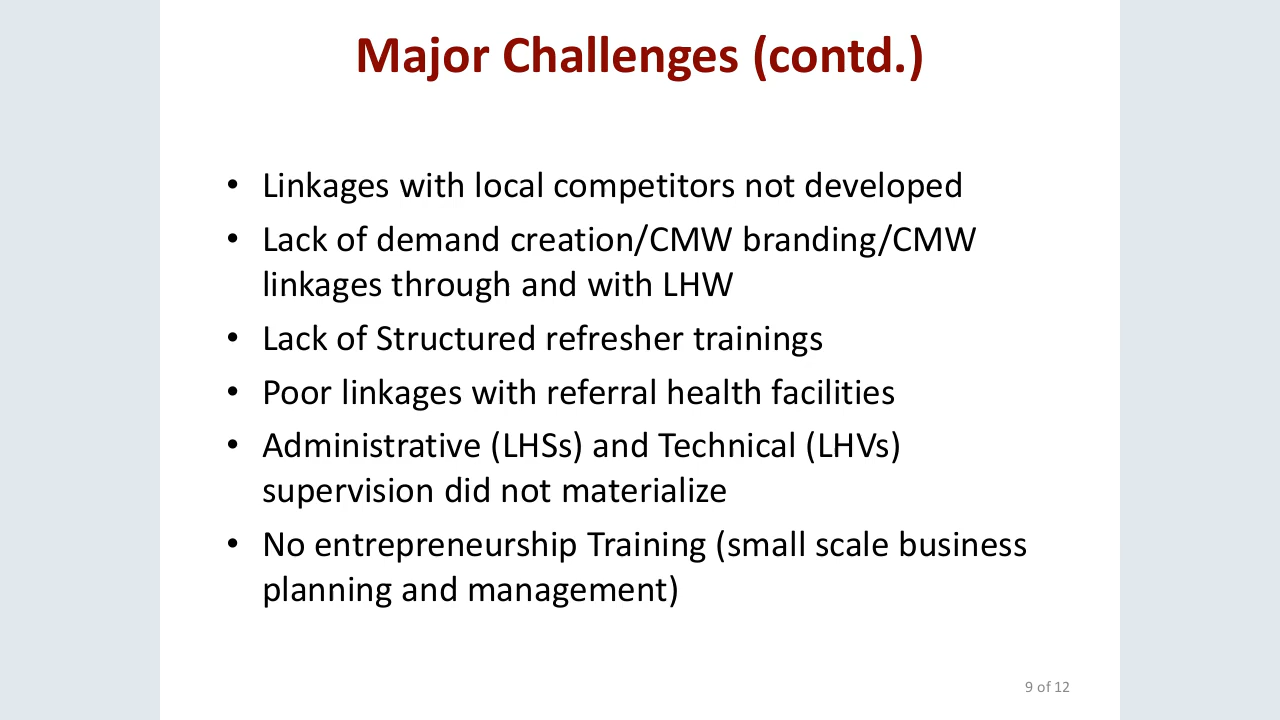 Major Challenges (contd.)
• Linkages with local competitors not developed
• Lack of demand creation/CMW branding/CMW
linkages through and with LHW
• Lack of Structured refresher trainings
• Poor linkages with referral health facilities
• Administrative (LHSs) and Technical (LHVs)
supervision did not materialize
• No entrepreneurship Training (small scale business
planning and management)
9 of 12